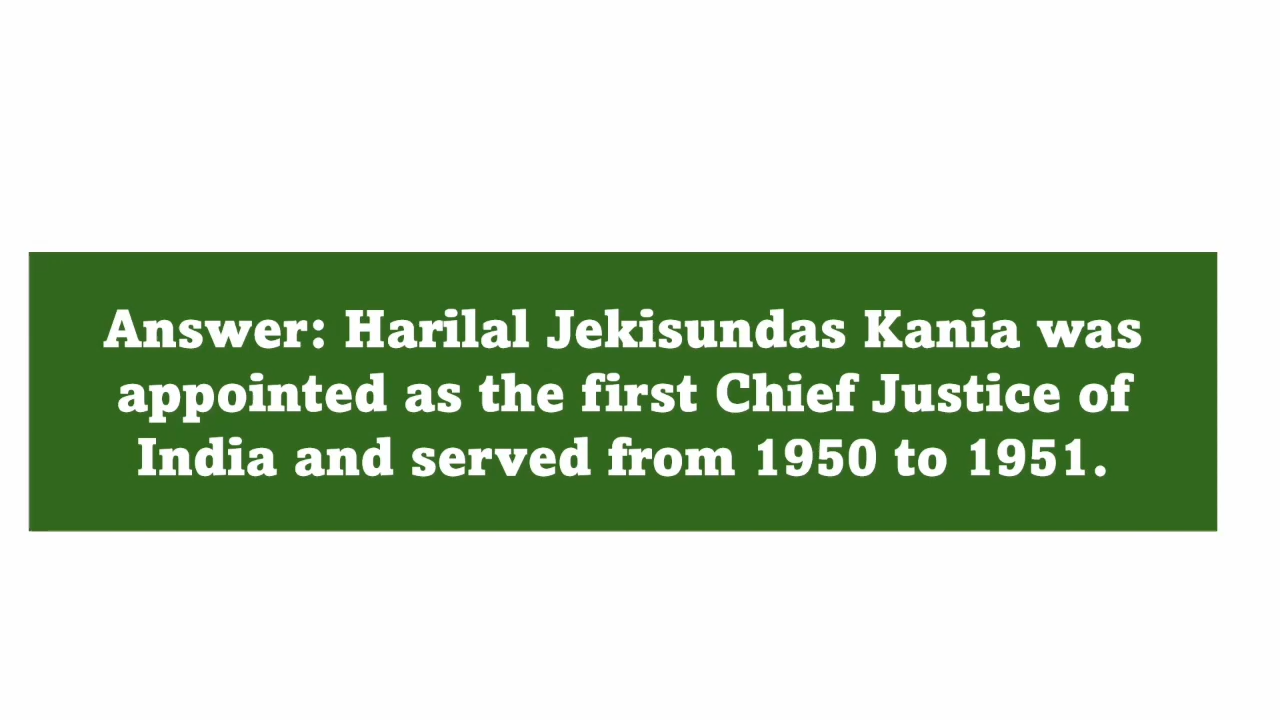 Answer: Harilal Jekisundas Kania was
appointed as the first Chief Justice of
India and served from 1950 to 1951.